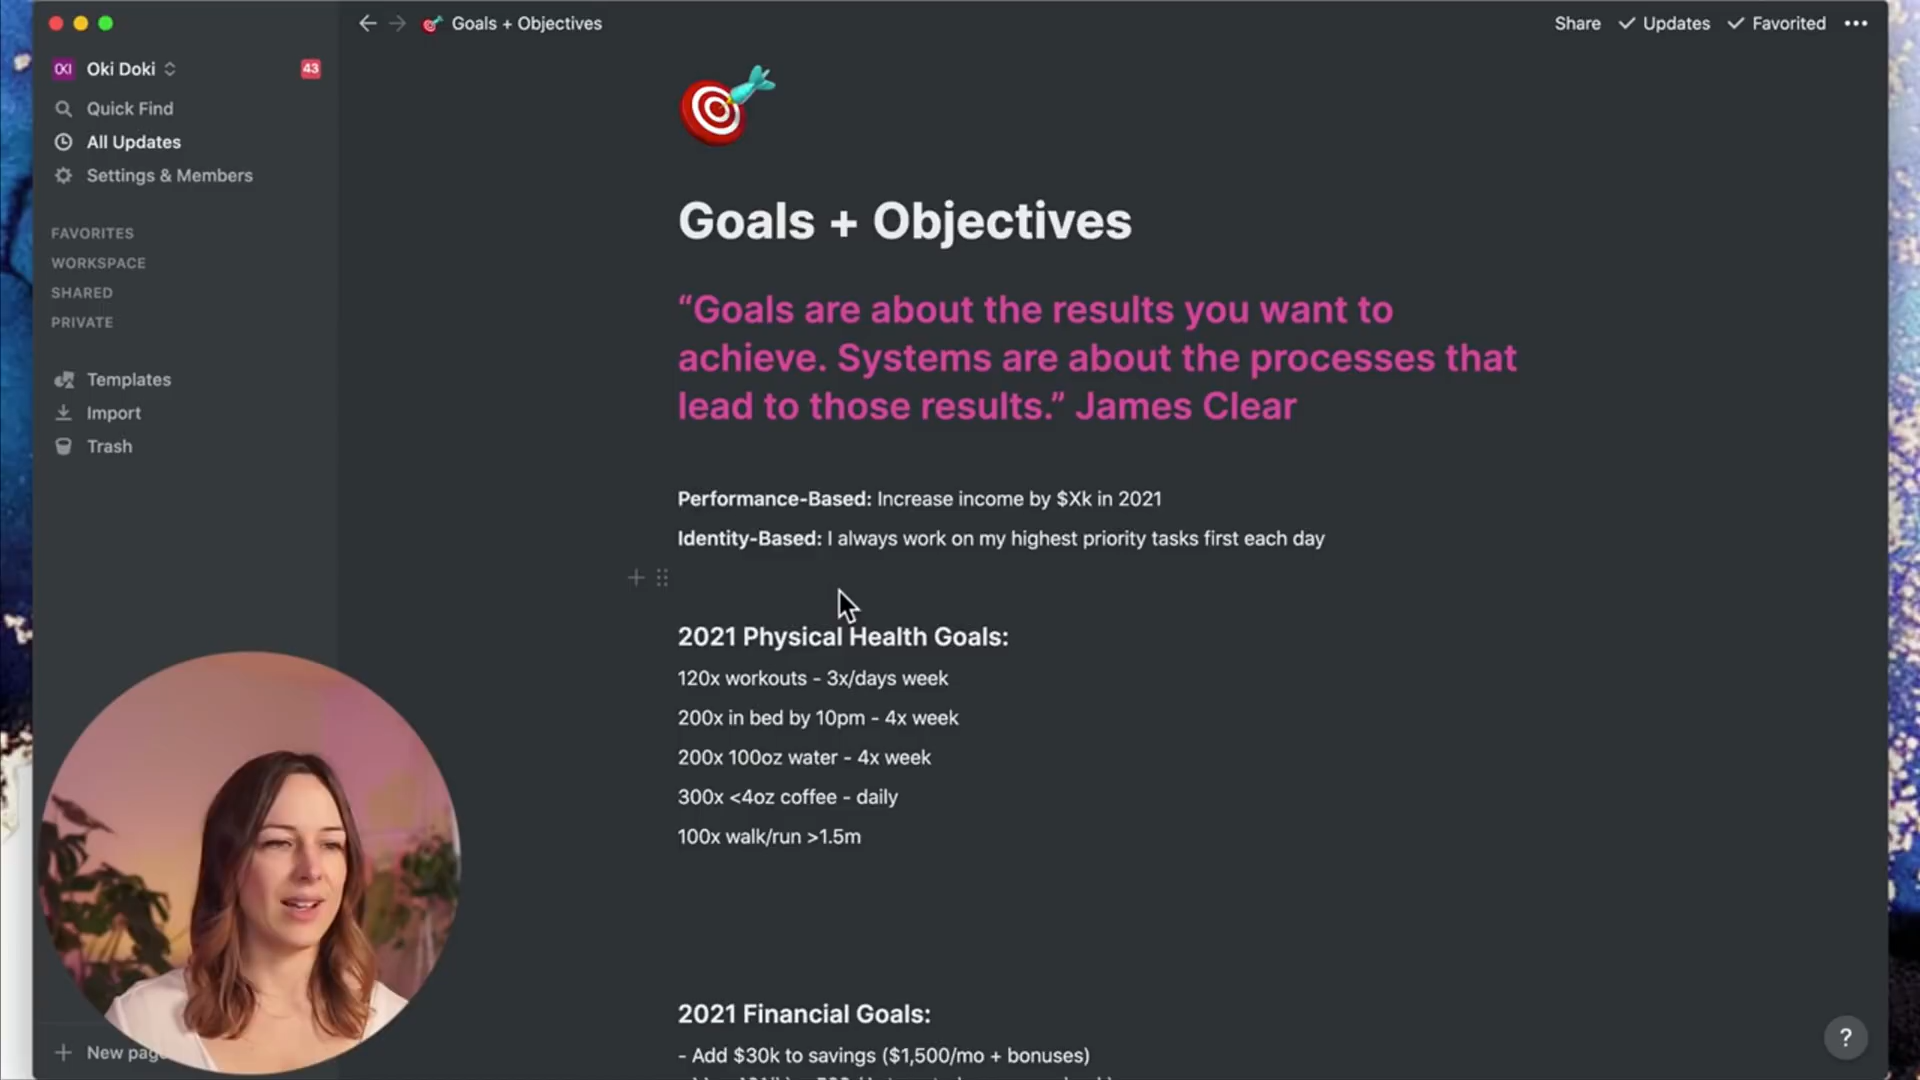 Goals + Objectives
Share
Updates
Favorited
OKI
Oki Doki
43
Quick Find
All Updates
Settings & Members
FAVORITES
WORKSPACE
SHARED
PRIVATE
Templates
Import
Trash
New page
Goals + Objectives
“Goals are about the results you want to
achieve. Systems are about the processes that
lead to those results.” James Clear
Performance-Based: Increase income by $Xk in 2021
Identity-Based: I always work on my highest priority tasks first each day
2021 Physical Health Goals:
120x workouts - 3x/days week
200x in bed by 10pm - 4x week
200x 100oz water - 4x week
300x <4oz coffee - daily
100x walk/run >1.5m
2021 Financial Goals:
- Add $30k to savings ($1,500/mo + bonuses)
?